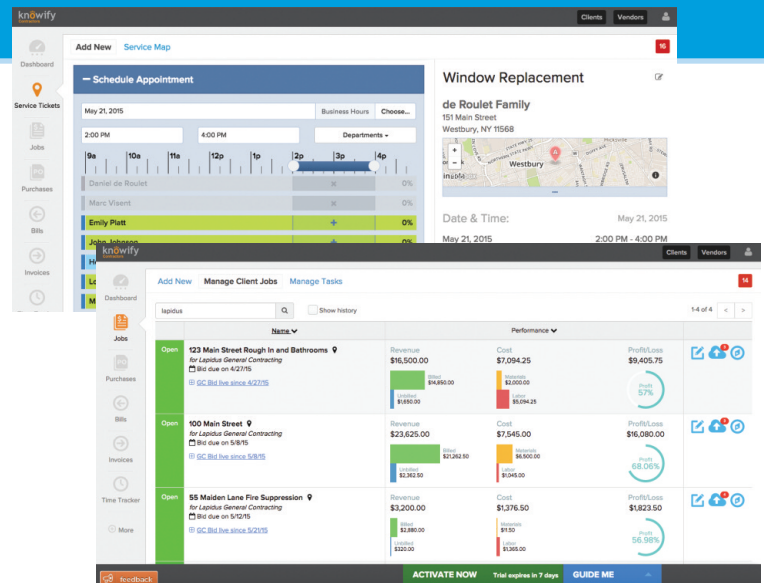 knowify
Clients Vendors
Add New Service Map 16
Dashboard
Service Tickets
Jobs
Purchases
Bills
Invoices
Schedule Appointment
May 21, 2015 Business Hours Choose...
2:00 PM 4:00 PM Departments
9a 10a 11a 12p 1p 2p 3p 4p
Daniel de Roulet 0%
Marc Visent 0%
Emily Platt 0%
John Johnson 0%
Window Replacement
de Roulet Family
151 Main Street
Westbury, NY 11568
Westbury
Date & Time: May 21, 2015
May 21, 2015 2:00 PM - 4:00 PM
knowify
Clients Vendors
Add New Manage Client Jobs Manage Tasks 14
Dashboard
Jobs
Purchases
Bills
Invoices
Time Tracker
More
lapidus Show history 1-4 of 4 < >
Name Performance
Open 123 Main Street Rough In and Bathrooms
for Lapidus General Contracting
Bid due on 4/27/15
GC Bid live since 4/27/15
Revenue Cost Profit/Loss
$16,500.00 $7,094.25 $9,405.75
Billed
$14,850.00
Unbilled
$1,650.00
Materials
$2,000.00
Labor
$5,094.25
Profit
57%
Open 100 Main Street
for Lapidus General Contracting
Bid due on 5/8/15
GC Bid live since 5/8/15
Revenue Cost Profit/Loss
$23,625.00 $7,545.00 $16,080.00
Billed
$21,262.50
Unbilled
$2,362.50
Materials
$6,500.00
Labor
$1,045.00
Profit
68.06%
Open 55 Maiden Lane Fire Suppression
for Lapidus General Contracting
Bid due on 5/12/15
GC Bid live since 5/21/15
Revenue Cost Profit/Loss
$3,200.00 $1,376.50 $1,823.50
Billed
$2,880.00
Unbilled
$320.00
Materials
$11.50
Labor
$1,365.00
Profit
56.98%
feedback
ACTIVATE NOW Trial expires in 7 days GUIDE ME